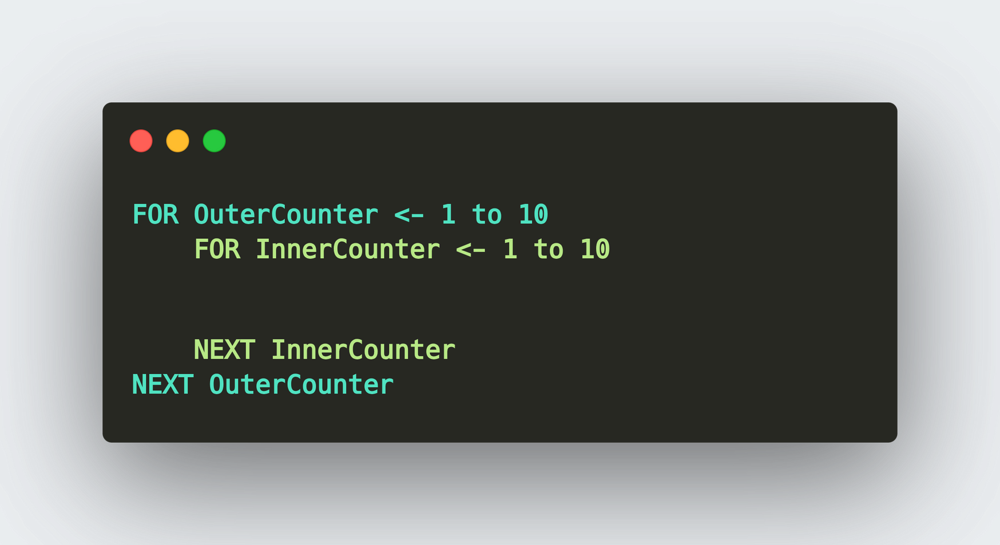 FOR OuterCounter <- 1 to 10
FOR InnerCounter <- 1 to 10
NEXT InnerCounter
NEXT OuterCounter